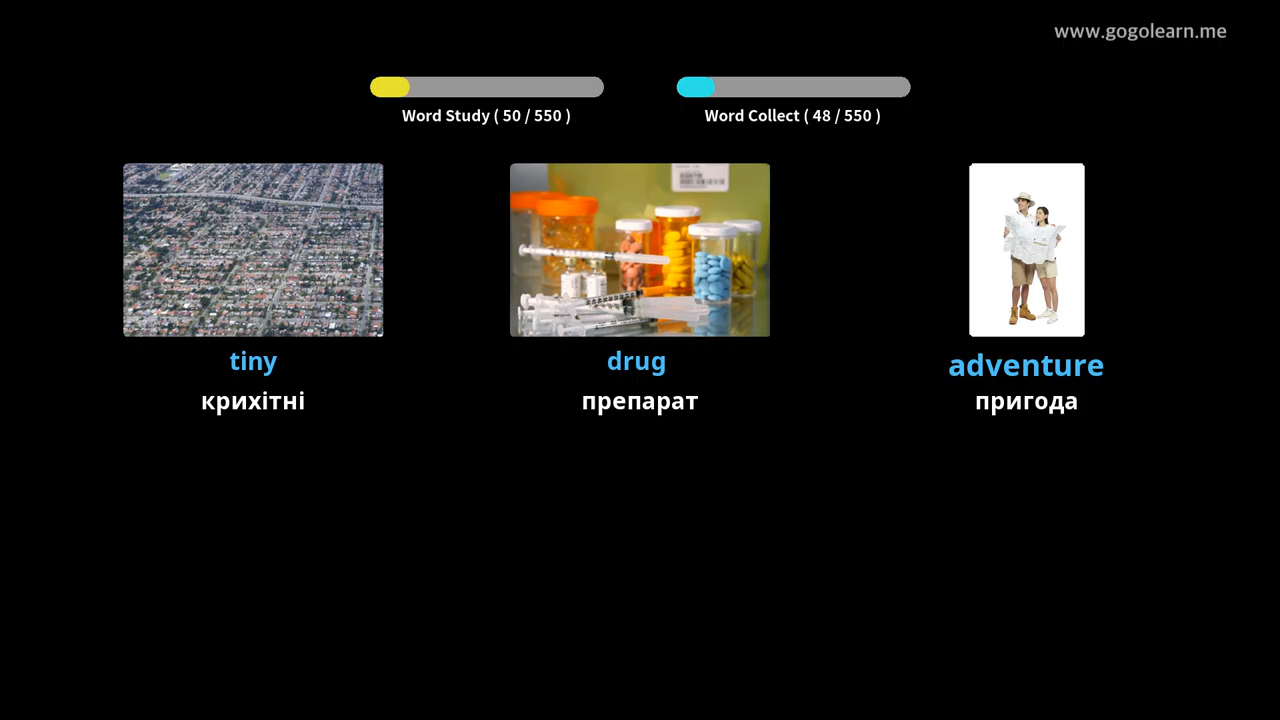 www.gogolearn.me
Word Study ( 50 / 550 )
Word Collect ( 48 / 550 )
tiny
крихітні
drug
препарат
adventure
пригода